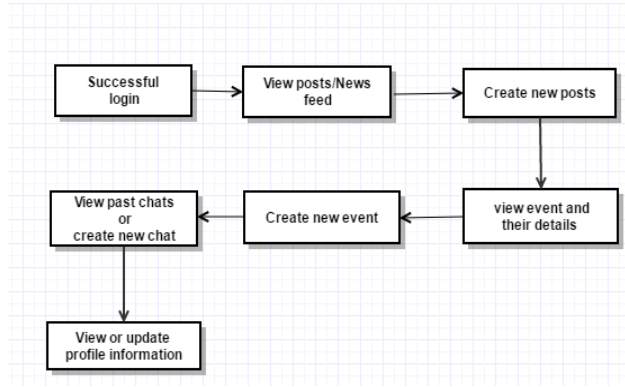 Successful
login
View posts/News
feed
Create new posts
view event and
their details
Create new event
View past chats
or
create new chat
View or update
profile information